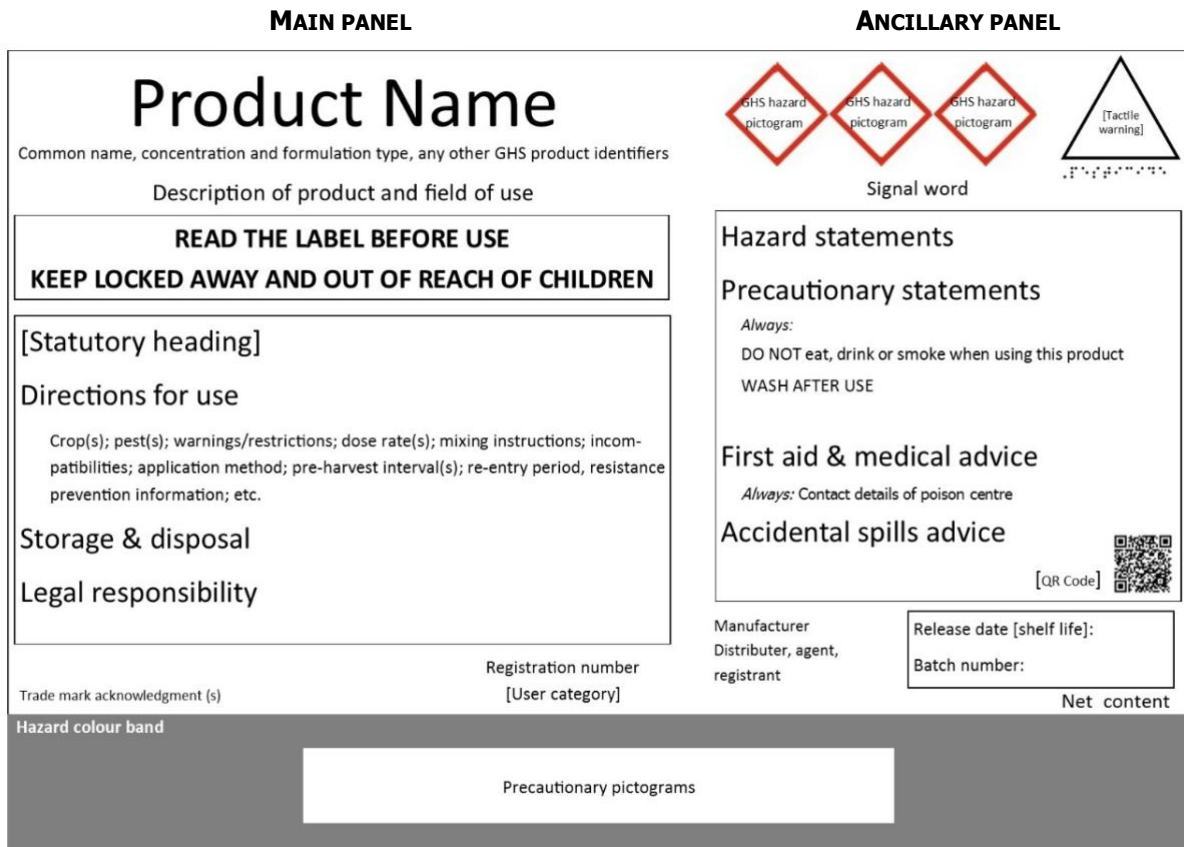 MAIN PANEL
Product Name
Common name, concentration and formulation type, any other GHS product identifiers
Description of product and field of use
READ THE LABEL BEFORE USE
KEEP LOCKED AWAY AND OUT OF REACH OF CHILDREN
[Statutory heading]
Directions for use
Crop(s); pest(s); warnings/restrictions; dose rate(s); mixing instructions; incom-
patibilities; application method; pre-harvest interval(s); re-entry period, resistance
prevention information; etc.
Storage & disposal
Legal responsibility
Registration number
Trade mark acknowledgment (s)
[User category]
ANCILLARY PANEL
GHS hazard
pictogram
GHS hazard
pictogram
GHS hazard
pictogram
[Tactile
warning]
Signal word
Hazard statements
Precautionary statements
Always:
DO NOT eat, drink or smoke when using this product
WASH AFTER USE
First aid & medical advice
Always: Contact details of poison centre
Accidental spills advice
[QR Code]
Manufacturer
Distributer, agent,
registrant
Release date [shelf life]:
Batch number:
Net content
Hazard colour band
Precautionary pictograms